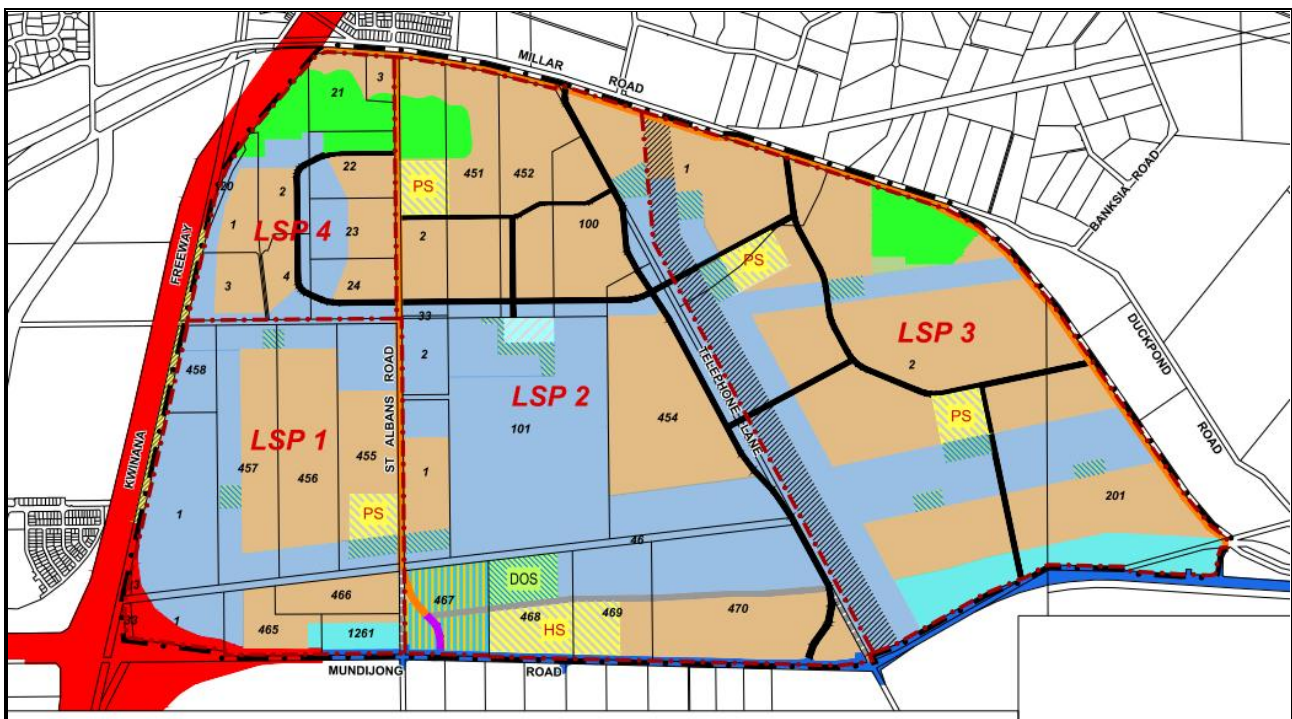 MILLAR
ROAD
3
21
22
PS
451
452
1
120
2
1
LSP 4
23
2
100
PS
BANKSIA ROAD
FREEWAY
3
4
24
33
DUCKPOND
ROAD
LSP 3
2
458
2
ST ALBANS ROAD
LSP 2
TELEPHONE LANE
101
454
PS
LSP 1
457
456
455
1
KWINANA
1
PS
201
46
DOS
467
466
468
469
470
33
1
465
1261
HS
MUNDIJONG
ROAD